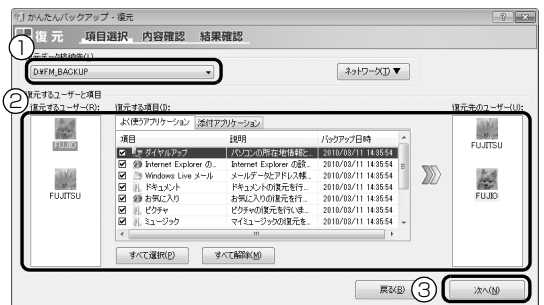 かんたんバックアップ - 復元
復元 項目選択 内容確認 結果確認
①
復元データ格納先(L)
D:¥FM_BACKUP
ネットワーク(T) ▼
復元するユーザーと項目
②
復元するユーザー(R): 復元する項目(I): 復元先のユーザー(U):
よく使うアプリケーション 添付アプリケーション
項目 説明 バックアップ日時
ダイヤルアップ パソコンの所在地情報と... 2010/03/11 14:35:54
Internet Explorer の... Internet Explorer の設... 2010/03/11 14:35:54
Windows Live メール メールデータとアドレス帳... 2010/03/11 14:35:54
ドキュメント ドキュメントの復元を行... 2010/03/11 14:35:54
お気に入り お気に入りの復元を行... 2010/03/11 14:35:54
ピクチャ ピクチャの復元を行いま... 2010/03/11 14:35:54
ミュージック マイミュージックの復元を... 2010/03/11 14:35:54
FUJIO
FUJITSU
FUJITSU
FUJIO
すべて選択(P) すべて解除(M)
戻る(B) ③ 次へ(N)